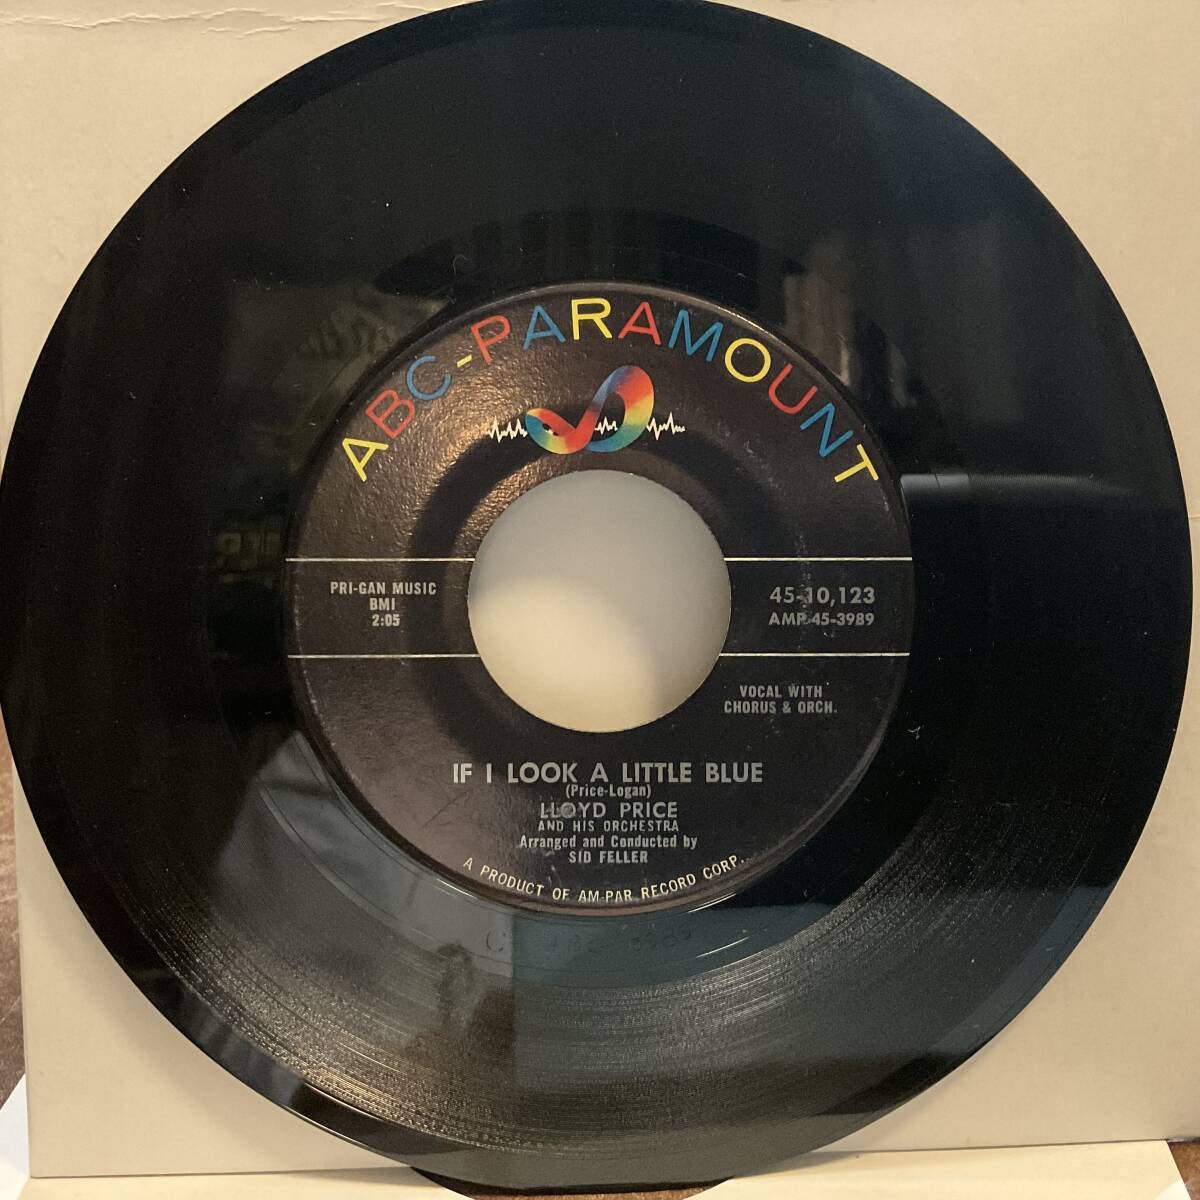 ABC-PARAMOUNT
PRI-GAN MUSIC
BMI
2:05
45-10,123
AMP-45-3989
VOCAL WITH
CHORUS & ORCH.
IF I LOOK A LITTLE BLUE
(Price-Logan)
LLOYD PRICE
AND HIS ORCHESTRA
Arranged and Conducted by
SID FELLER
A PRODUCT OF AM-PAR RECORD CORP.